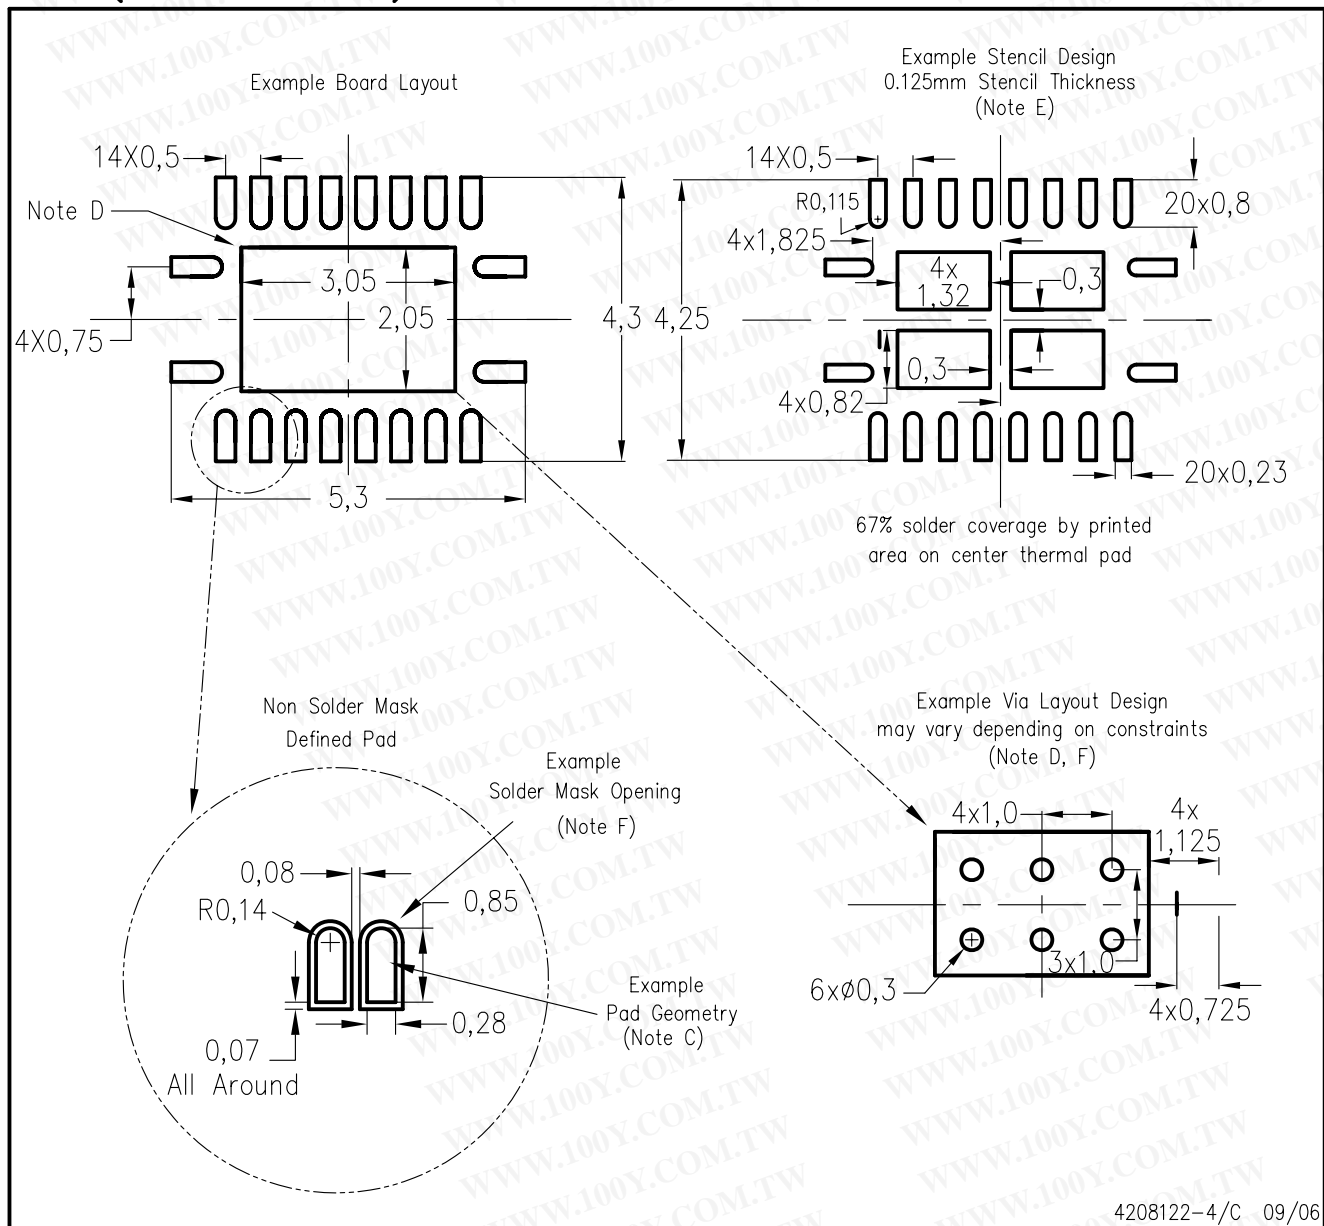 Example Board Layout
14X0,5
Note D
3,05
2,05
4X0,75
4,3
5,3
Example Stencil Design
0.125mm Stencil Thickness
(Note E)
14X0,5
R0,115
4x1,825
20x0,8
4x
1,32
0,3
4,25
0,3
4x0,82
20x0,23
67% solder coverage by printed
area on center thermal pad
Non Solder Mask
Defined Pad
Example
Solder Mask Opening
(Note F)
0,08
R0,14
0,85
Example
Pad Geometry
(Note C)
0,28
0,07
All Around
Example Via Layout Design
may vary depending on constraints
(Note D, F)
4x1,0
4x
1,125
3x1,0
6xø0,3
4x0,725
4208122-4/C 09/06
WWW.100Y.COM.TW